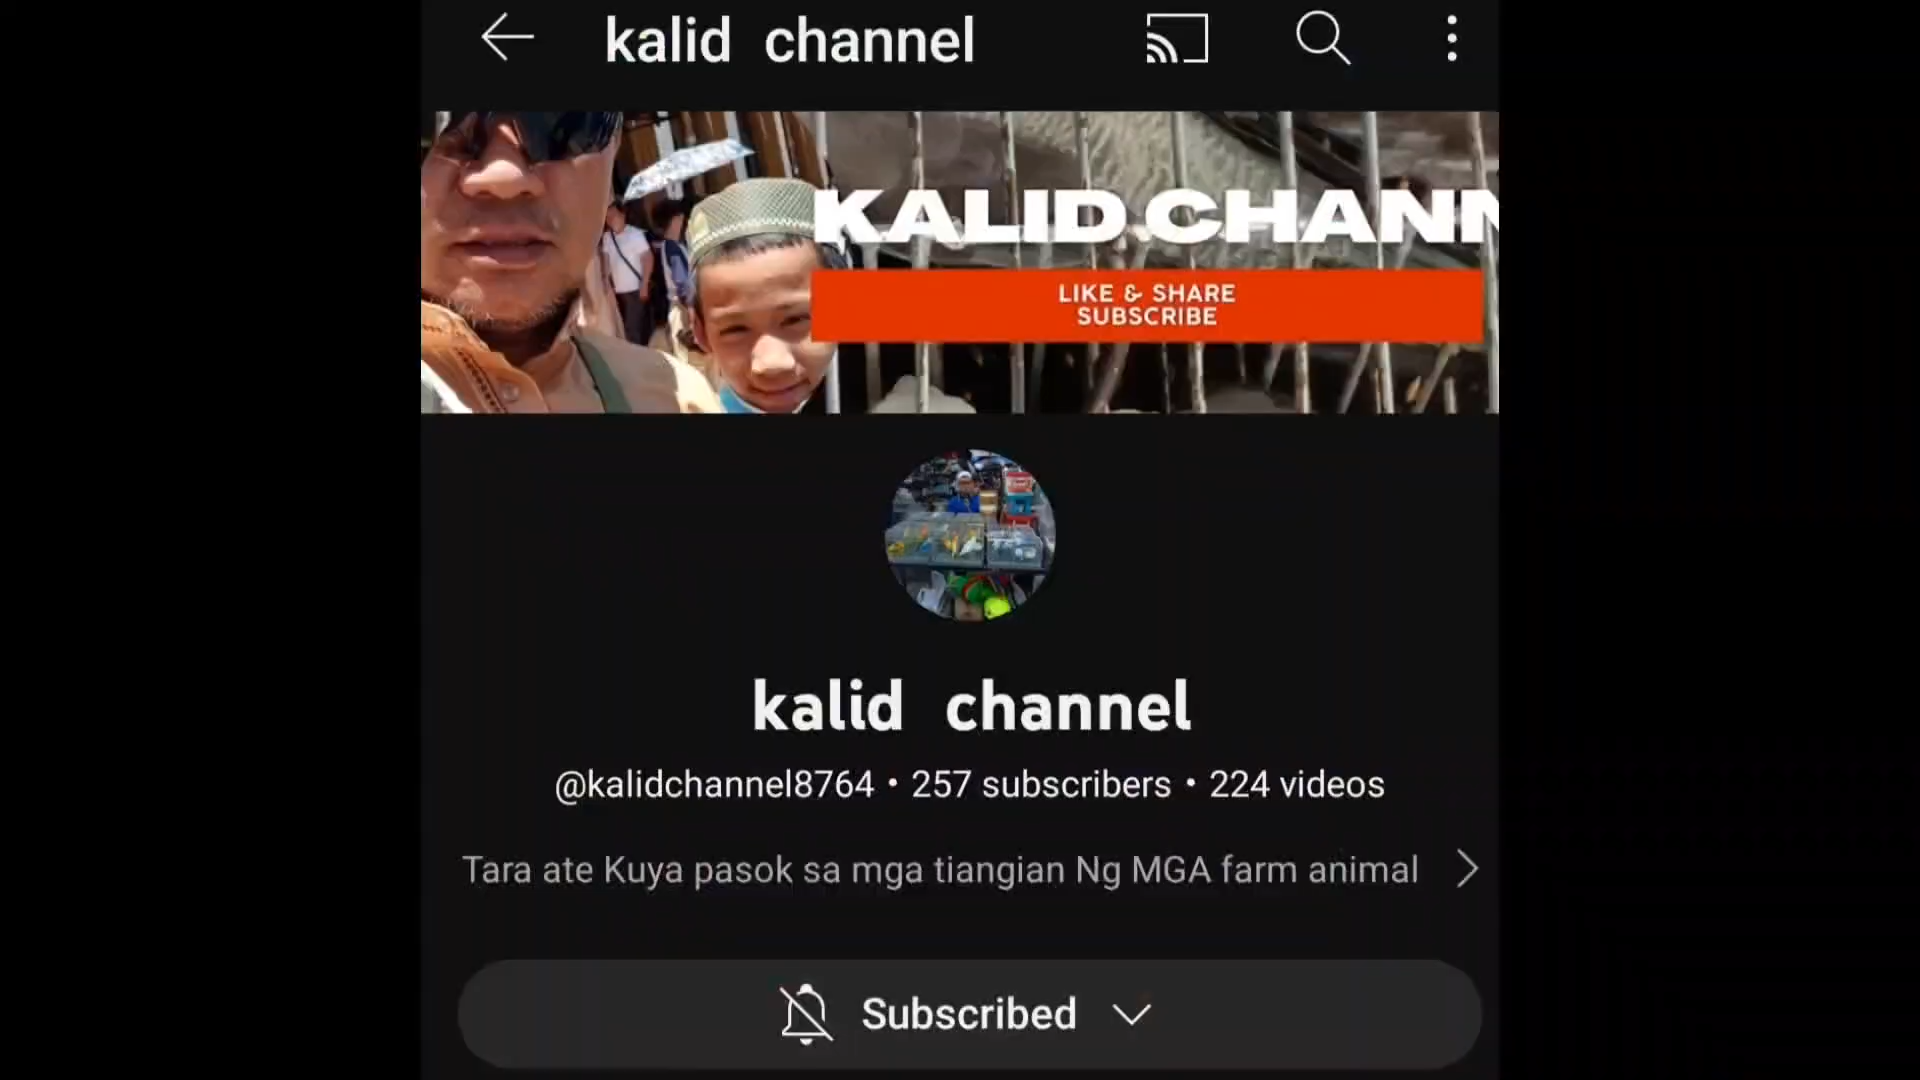 kalid channel
KALID CHANN
LIKE & SHARE
SUBSCRIBE
kalid channel
@kalidchannel8764 • 257 subscribers • 224 videos
Tara ate Kuya pasok sa mga tiangian Ng MGA farm animal
Subscribed